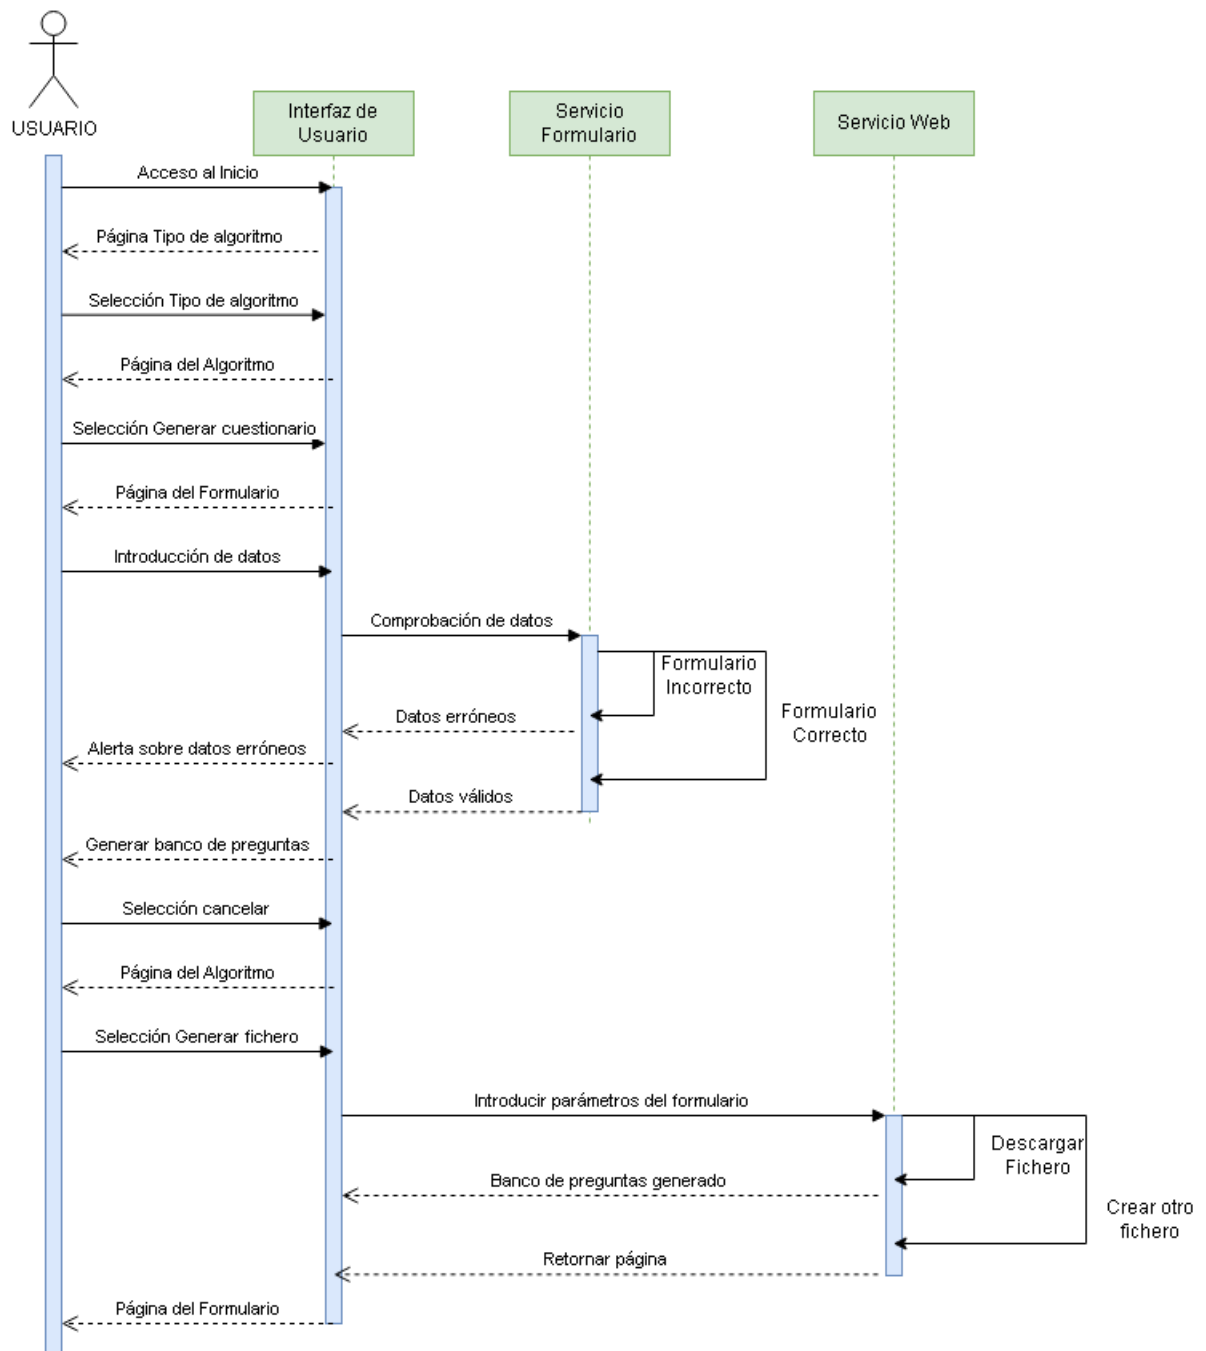 USUARIO
Interfaz de
Usuario
Servicio
Formulario
Servicio Web
Acceso al Inicio
Página Tipo de algoritmo
Selección Tipo de algoritmo
Página del Algoritmo
Selección Generar cuestionario
Página del Formulario
Introducción de datos
Comprobación de datos
Formulario
Incorrecto
Formulario
Correcto
Datos erróneos
Alerta sobre datos erróneos
Datos válidos
Generar banco de preguntas
Selección cancelar
Página del Algoritmo
Selección Generar fichero
Introducir parámetros del formulario
Descargar
Fichero
Banco de preguntas generado
Crear otro
fichero
Retornar página
Página del Formulario